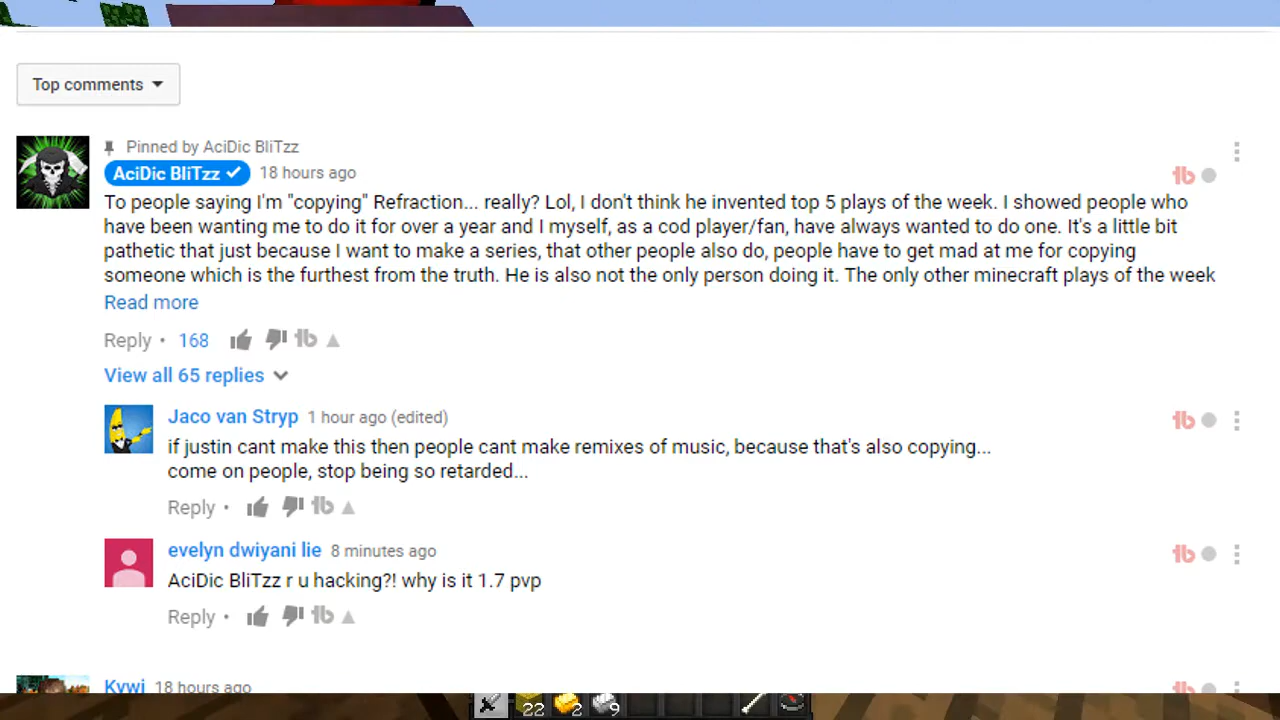 Top comments
Pinned by AciDic BliTzz
AciDic BliTzz 18 hours ago
To people saying I'm "copying" Refraction... really? Lol, I don't think he invented top 5 plays of the week. I showed people who
have been wanting me to do it for over a year and I myself, as a cod player/fan, have always wanted to do one. It's a little bit
pathetic that just because I want to make a series, that other people also do, people have to get mad at me for copying
someone which is the furthest from the truth. He is also not the only person doing it. The only other minecraft plays of the week
Read more
Reply • 168
View all 65 replies
Jaco van Stryp 1 hour ago (edited)
if justin cant make this then people cant make remixes of music, because that's also copying...
come on people, stop being so retarded...
Reply •
evelyn dwiyani lie 8 minutes ago
AciDic BliTzz r u hacking?! why is it 1.7 pvp
Reply •
Kywi 18 hours ago
22 2 9